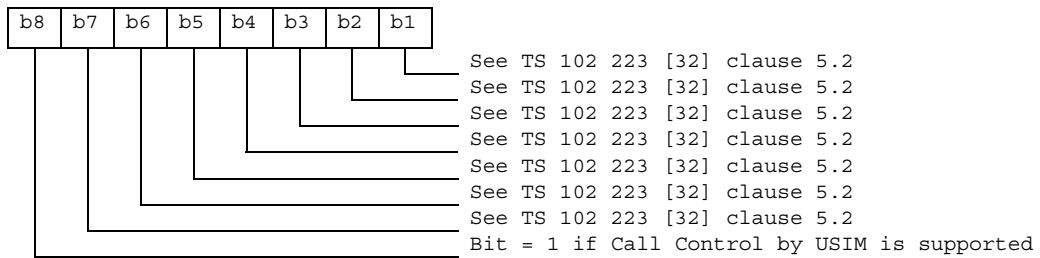 b8 b7 b6 b5 b4 b3 b2 b1
See TS 102 223 [32] clause 5.2
See TS 102 223 [32] clause 5.2
See TS 102 223 [32] clause 5.2
See TS 102 223 [32] clause 5.2
See TS 102 223 [32] clause 5.2
See TS 102 223 [32] clause 5.2
See TS 102 223 [32] clause 5.2
Bit = 1 if Call Control by USIM is supported